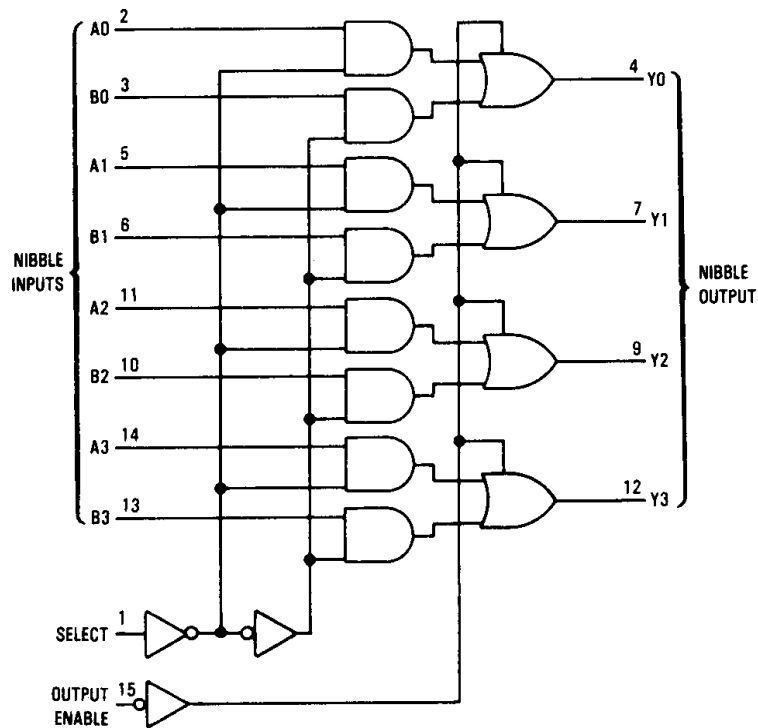 A0 2
B0 3
A1 5
B1 6
A2 11
B2 10
A3 14
B3 13
NIBBLE
INPUTS
4 Y0
7 Y1
9 Y2
12 Y3
NIBBLE
OUTPUT
SELECT 1
OUTPUT
ENABLE 15